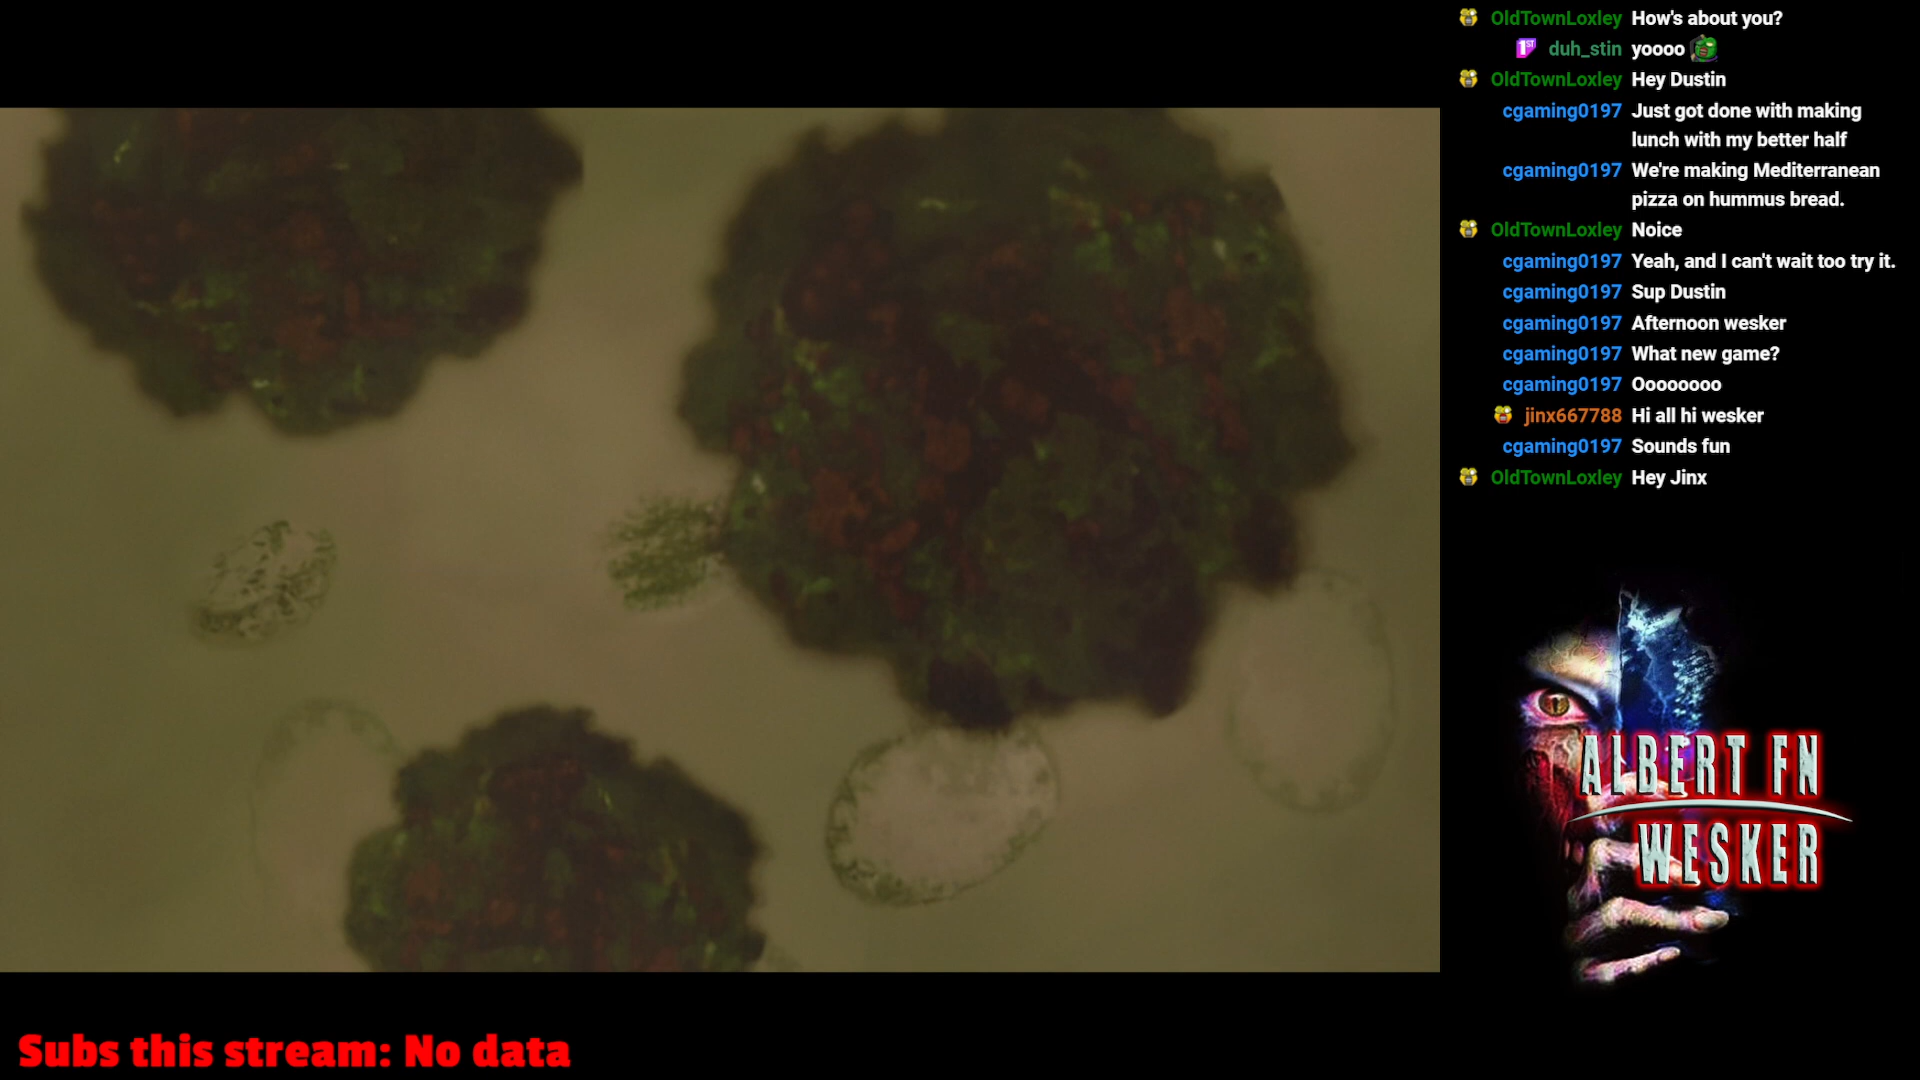 OldTownLoxley How's about you?
duh_stin yoooo
OldTownLoxley Hey Dustin
cgaming0197 Just got done with making
lunch with my better half
cgaming0197 We're making Mediterranean
pizza on hummus bread.
OldTownLoxley Noice
cgaming0197 Yeah, and I can't wait too try it.
cgaming0197 Sup Dustin
cgaming0197 Afternoon wesker
cgaming0197 What new game?
cgaming0197 Oooooooo
jinx667788 Hi all hi wesker
cgaming0197 Sounds fun
OldTownLoxley Hey Jinx
ALBERT FN
WESKER
Subs this stream: No data